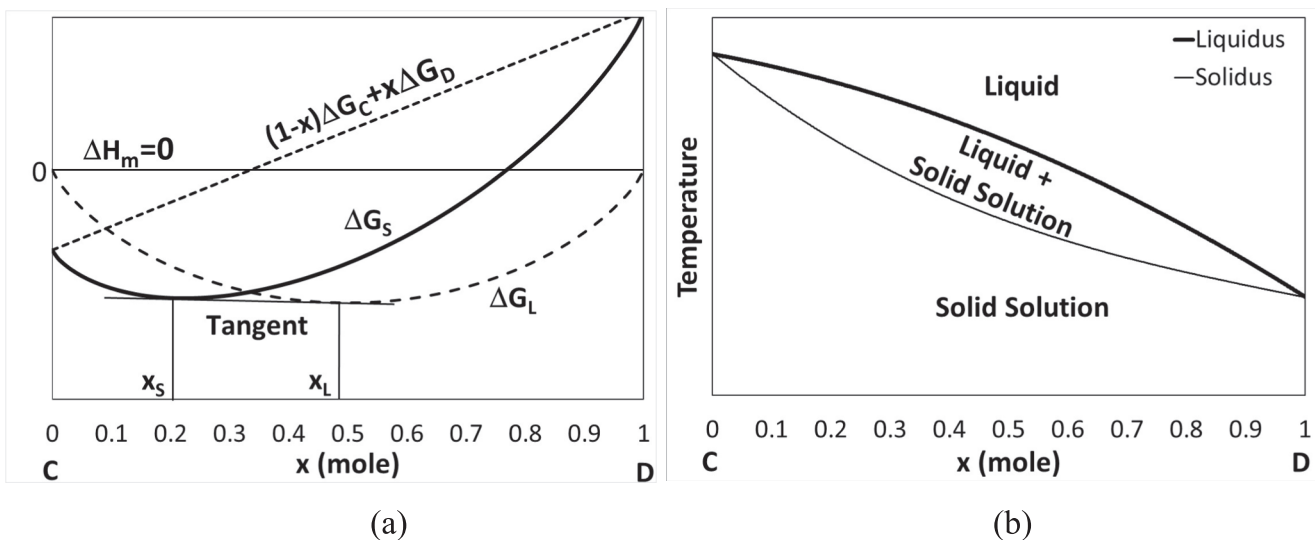 (1-x)ΔG_C+xΔG_D
ΔH_m=0
0
ΔG_S
ΔG_L
Tangent
x_S
x_L
0 0.1 0.2 0.3 0.4 0.5 0.6 0.7 0.8 0.9 1
C x (mole) D
(a)
Liquidus
Solidus
Liquid
Liquid +
Solid Solution
Solid Solution
Temperature
0 0.1 0.2 0.3 0.4 0.5 0.6 0.7 0.8 0.9 1
C x (mole) D
(b)